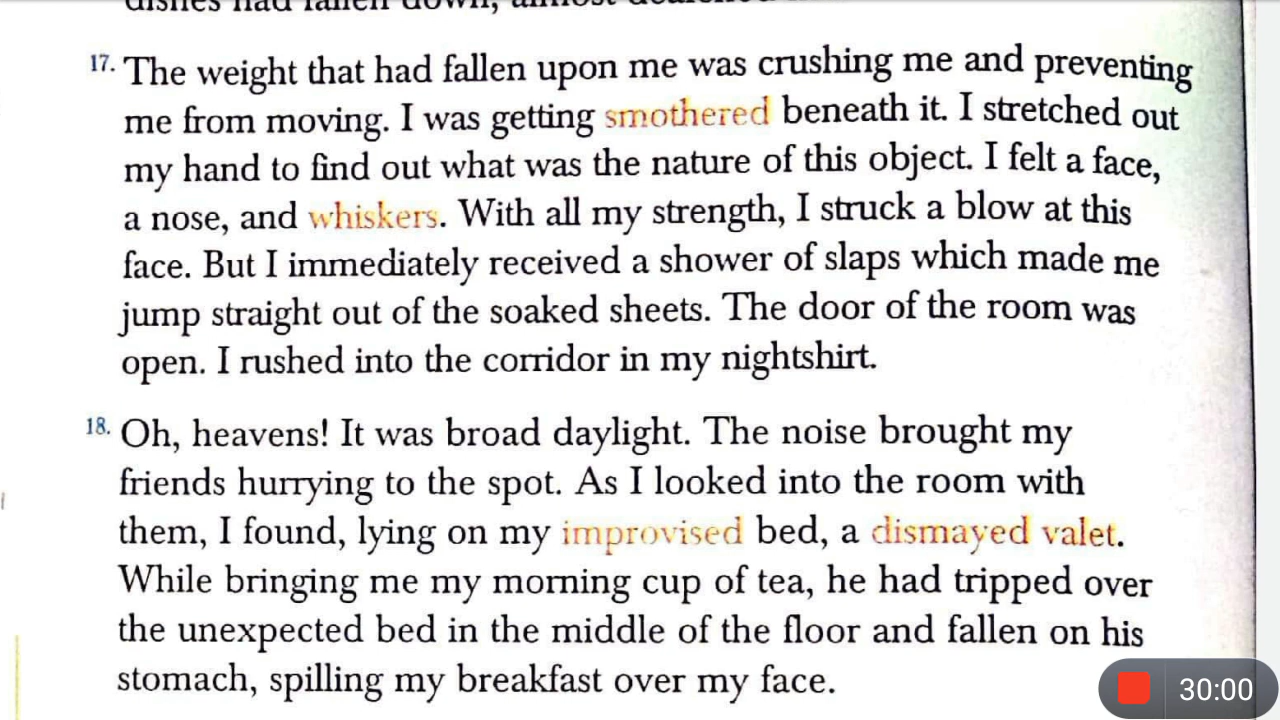 17. The weight that had fallen upon me was crushing me and preventing
me from moving. I was getting smothered beneath it. I stretched out
my hand to find out what was the nature of this object. I felt a face,
a nose, and whiskers. With all my strength, I struck a blow at this
face. But I immediately received a shower of slaps which made me
jump straight out of the soaked sheets. The door of the room was
open. I rushed into the corridor in my nightshirt.
18. Oh, heavens! It was broad daylight. The noise brought my
friends hurrying to the spot. As I looked into the room with
them, I found, lying on my improvised bed, a dismayed valet.
While bringing me my morning cup of tea, he had tripped over
the unexpected bed in the middle of the floor and fallen on his
stomach, spilling my breakfast over my face.
30:00